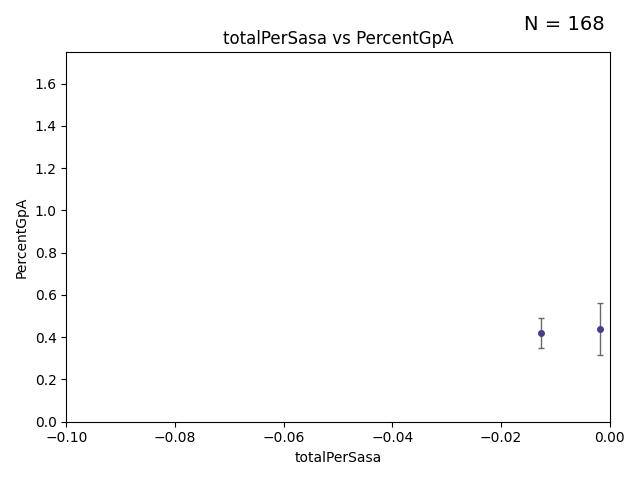 N = 168
totalPerSasa vs PercentGpA
1.6
1.4
1.2
1.0
0.8
0.6
0.4
0.2
0.0
PercentGpA
−0.10 −0.08 −0.06 −0.04 −0.02 0.00
totalPerSasa